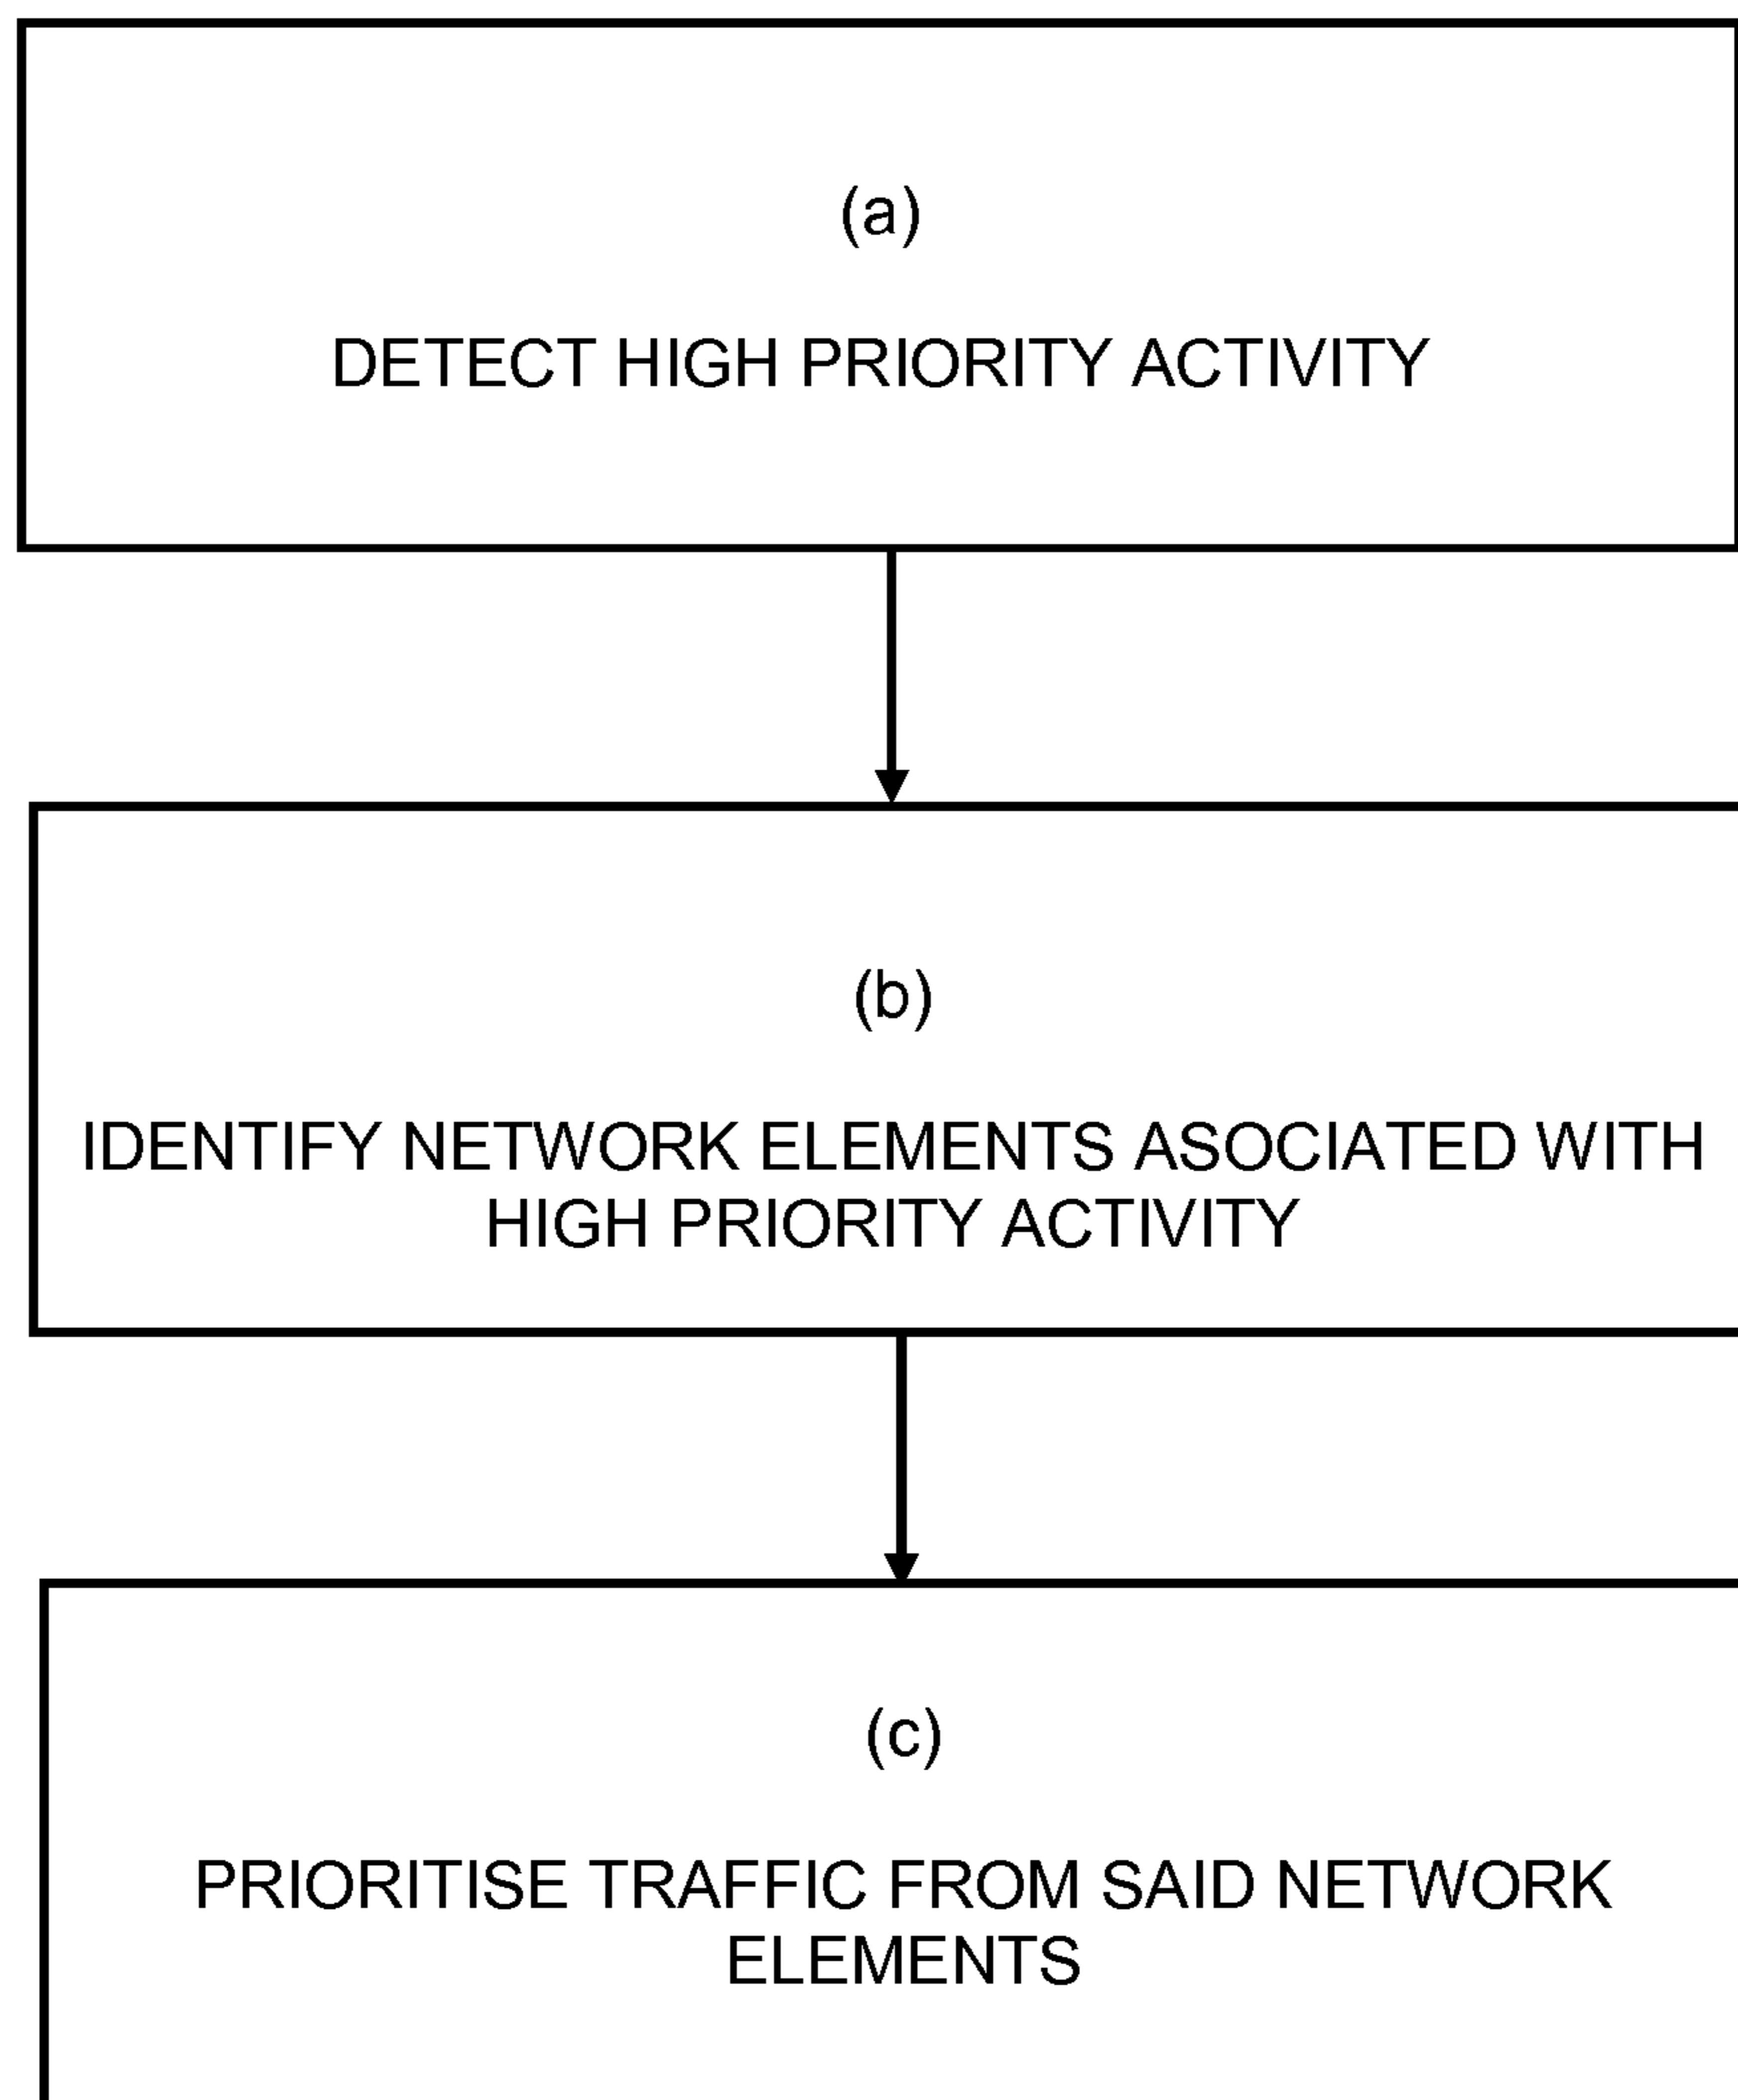 (a)
DETECT HIGH PRIORITY ACTIVITY
(b)
IDENTIFY NETWORK ELEMENTS ASOCIATED WITH
HIGH PRIORITY ACTIVITY
(c)
PRIORITISE TRAFFIC FROM SAID NETWORK
ELEMENTS